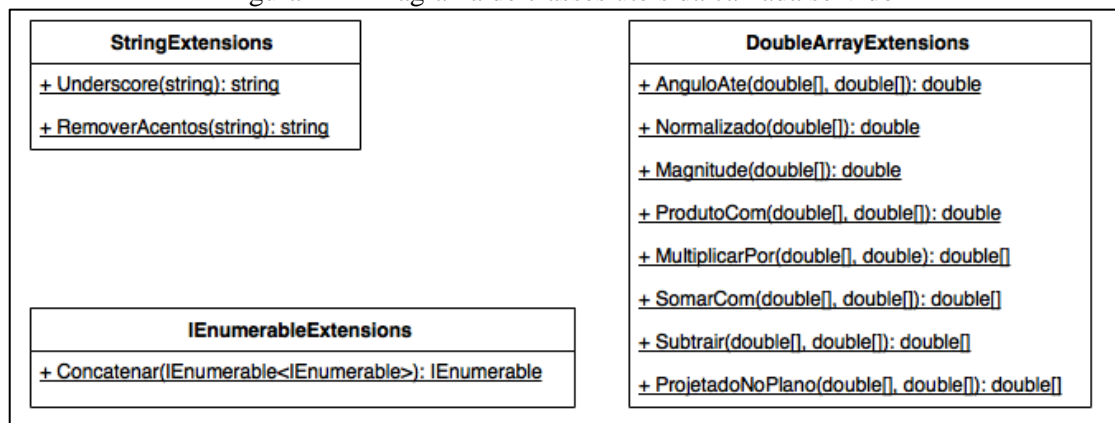 StringExtensions
+ Underscore(string): string
+ RemoverAcentos(string): string
IEnumerableExtensions
+ Concatenar(IEnumerable<IEnumerable>): IEnumerable
DoubleArrayExtensions
+ AnguloAte(double[], double[]): double
+ Normalizado(double[]): double
+ Magnitude(double[]): double
+ ProdutoCom(double[], double[]): double
+ MultiplicarPor(double[], double): double[]
+ SomarCom(double[], double[]): double[]
+ Subtrair(double[], double[]): double[]
+ ProjetadoNoPlano(double[], double[]): double[]